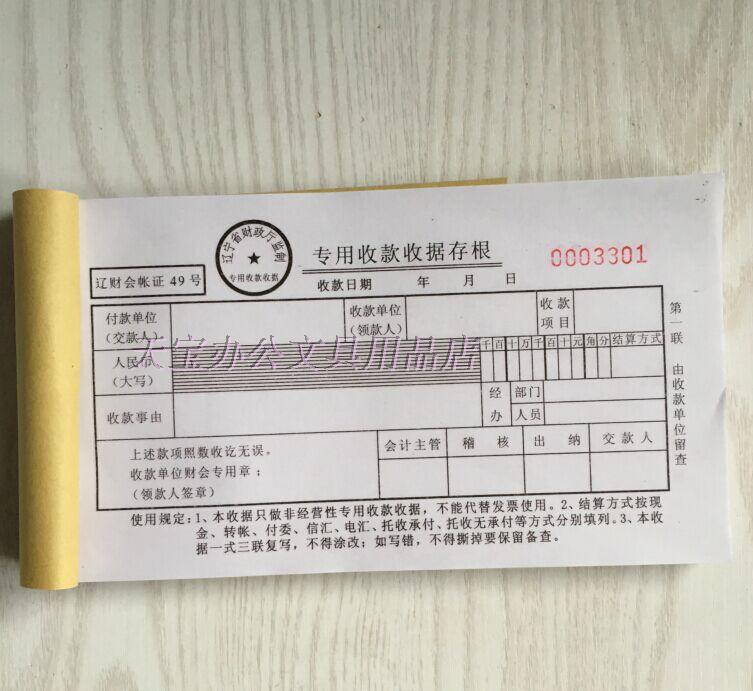 辽宁省财政厅监制
专用收款收据
辽财会帐证 49 号
专用收款收据存根
0003301
收款日期 年 月 日
付款单位
(交款人)
收款单位
(领款人)
收款
项目
人民币
(大写)
千百十万千百十元角分 结算方式
天宝办公文具用品店
收款事由
经办
部门
人员
上述款项照数收讫无误。
收款单位财会专用章：
(领款人签章)
会计主管 稽核 出纳 交款人
第一联 由收款单位留查
使用规定：1、本收据只做非经营性专用收款收据，不能代替发票使用。2、结算方式按现
金、转帐、付委、信汇、电汇、托收承付、托收无承付等方式分别填列。3、本收
据一式三联复写，不得涂改；如写错，不得撕掉要保留备查。